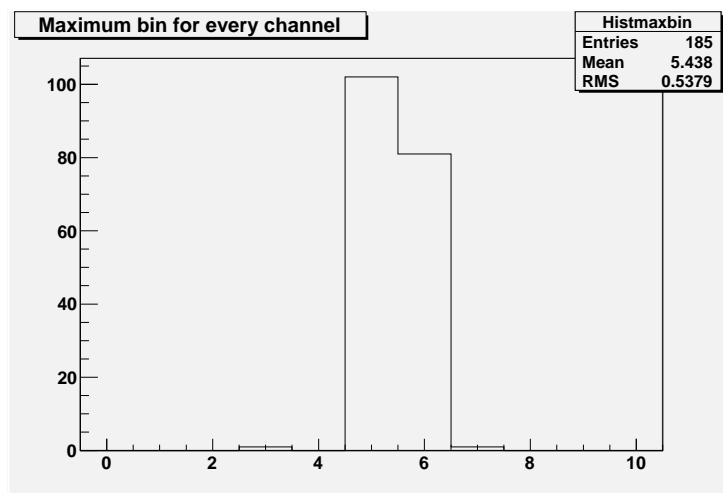 Maximum bin for every channel
Histmaxbin
Entries 185
Mean 5.438
RMS 0.5379
100
80
60
40
20
0
0 2 4 6 8 10